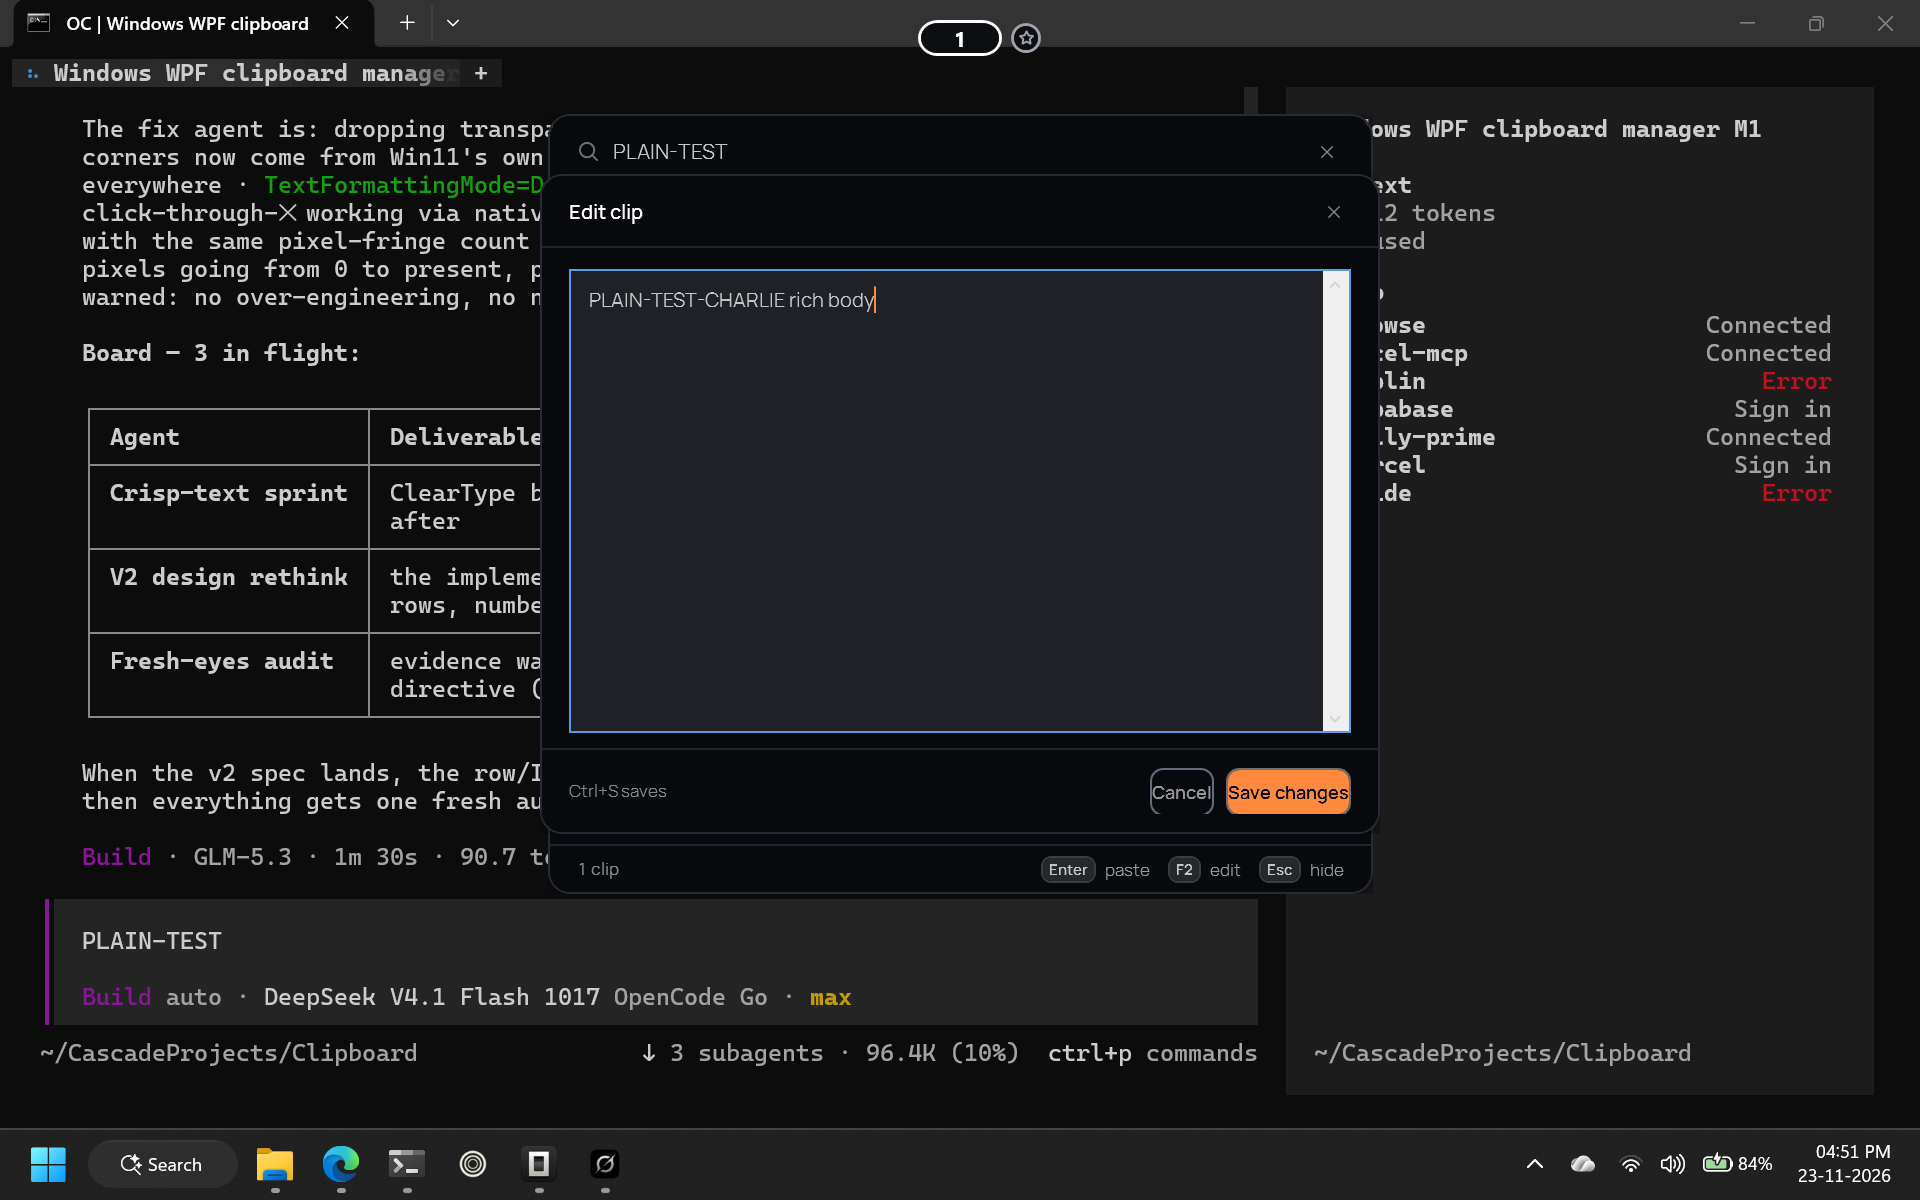 OC | Windows WPF clipboard
1
Windows WPF clipboard manager +
The fix agent is: dropping transpa
corners now come from Win11's own
everywhere · TextFormattingMode=D
click-through-✕ working via nativ
with the same pixel-fringe count
pixels going from 0 to present, p
warned: no over-engineering, no n
Board — 3 in flight:
Agent Deliverable
Crisp-text sprint ClearType b
after
V2 design rethink the impleme
rows, numbe
Fresh-eyes audit evidence wa
directive (
When the v2 spec lands, the row/I
then everything gets one fresh au
Build · GLM-5.3 · 1m 30s · 90.7 to
PLAIN-TEST
Build auto · DeepSeek V4.1 Flash 1017 OpenCode Go · max
~/CascadeProjects/Clipboard ↓ 3 subagents · 96.4K (10%) ctrl+p commands
PLAIN-TEST
Edit clip
PLAIN-TEST-CHARLIE rich body
Ctrl+S saves
Cancel
Save changes
1 clip
Enter paste F2 edit Esc hide
ows WPF clipboard manager M1
ext
2 tokens
used
owse Connected
cel-mcp Connected
lin Error
abase Sign in
ly-prime Connected
rcel Sign in
de Error
~/CascadeProjects/Clipboard
Search
84%
04:51 PM
23-11-2026